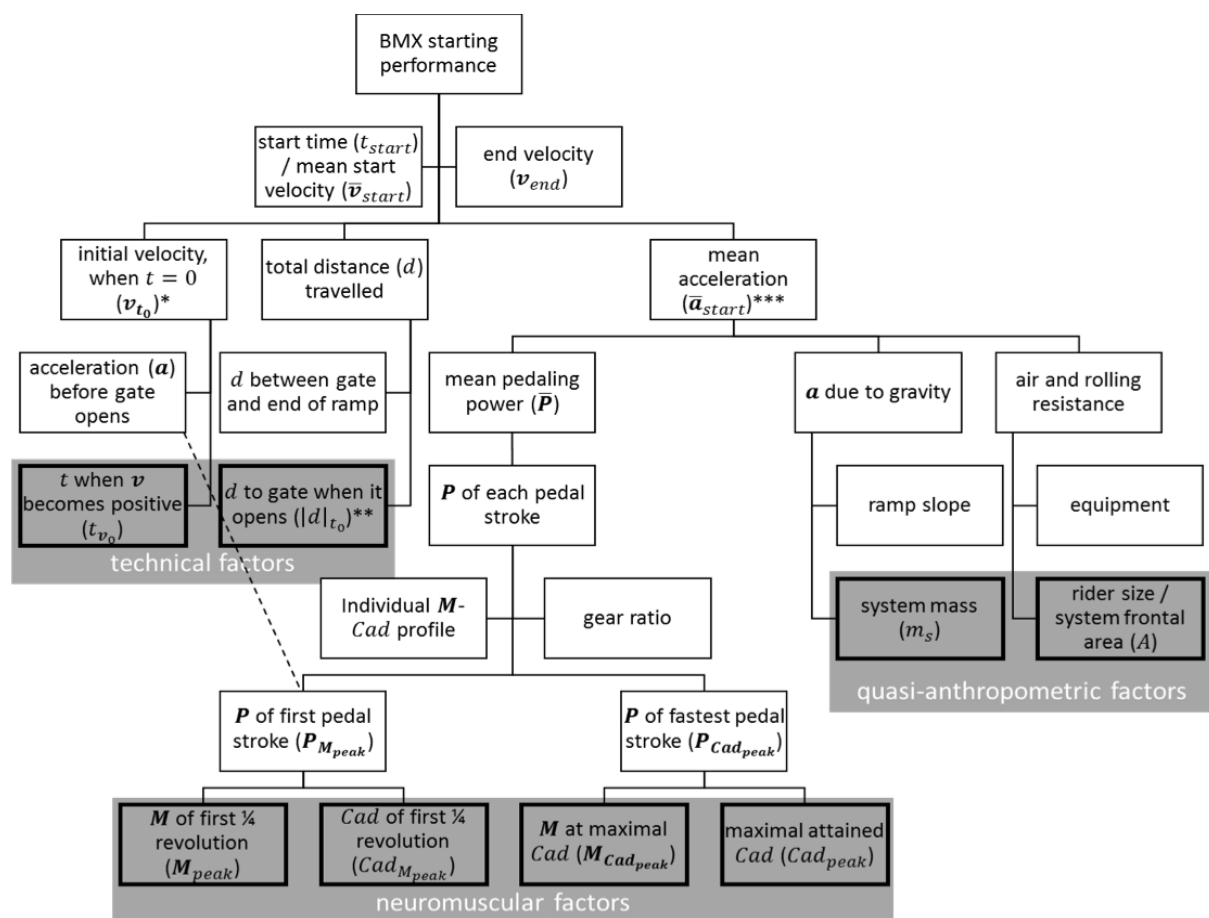 BMX starting
performance
start time (t_start)
/ mean start
velocity (v̄_start)
end velocity
(v_end)
initial velocity,
when t = 0
(v_t₀)*
total distance (d)
travelled
mean
acceleration
(ā_start)***
acceleration (a)
before gate
opens
d between gate
and end of ramp
mean pedaling
power (P̄)
a due to gravity
air and rolling
resistance
t when v
becomes positive
(t_v₀)
d to gate when it
opens (|d|_t₀)**
technical factors
P of each pedal
stroke
ramp slope
equipment
Individual M-
Cad profile
gear ratio
system mass
(m_s)
rider size /
system frontal
area (A)
quasi-anthropometric factors
P of first pedal
stroke (P_M_peak)
P of fastest pedal
stroke (P_Cad_peak)
M of first ¼
revolution
(M_peak)
Cad of first ¼
revolution
(Cad_M_peak)
M at maximal
Cad (M_Cad_peak)
maximal attained
Cad (Cad_peak)
neuromuscular factors